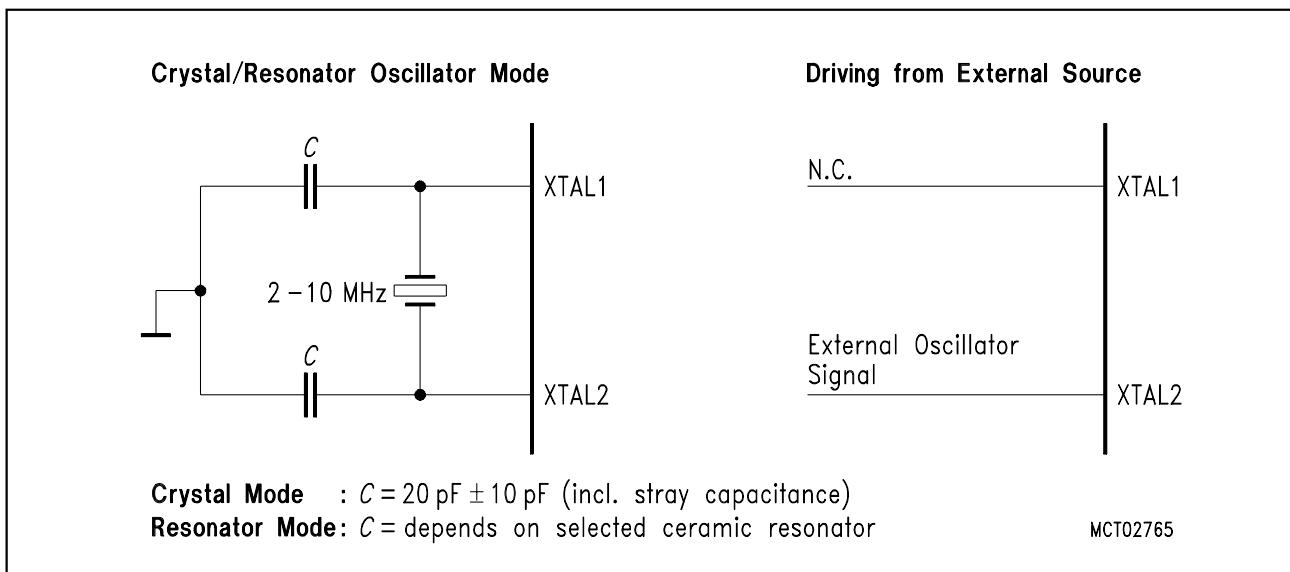 Crystal/Resonator Oscillator Mode
Driving from External Source
C
XTAL1
2 – 10 MHz
C
XTAL2
N.C.
XTAL1
External Oscillator
Signal
XTAL2
Crystal Mode : C = 20 pF ± 10 pF (incl. stray capacitance)
Resonator Mode: C = depends on selected ceramic resonator
MCT02765